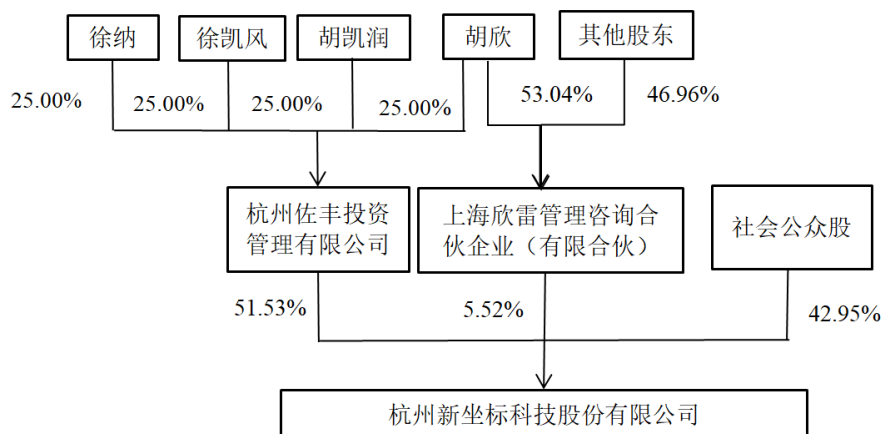 徐纳
徐凯风
胡凯润
胡欣
其他股东
25.00%
25.00%
25.00%
25.00%
53.04%
46.96%
杭州佐丰投资
管理有限公司
上海欣雷管理咨询合
伙企业（有限合伙）
社会公众股
51.53%
5.52%
42.95%
杭州新坐标科技股份有限公司